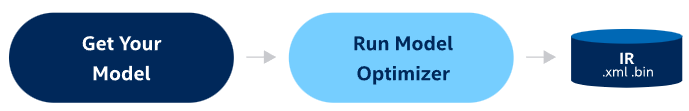 Get Your
Model
Run Model
Optimizer
IR
.xml .bin